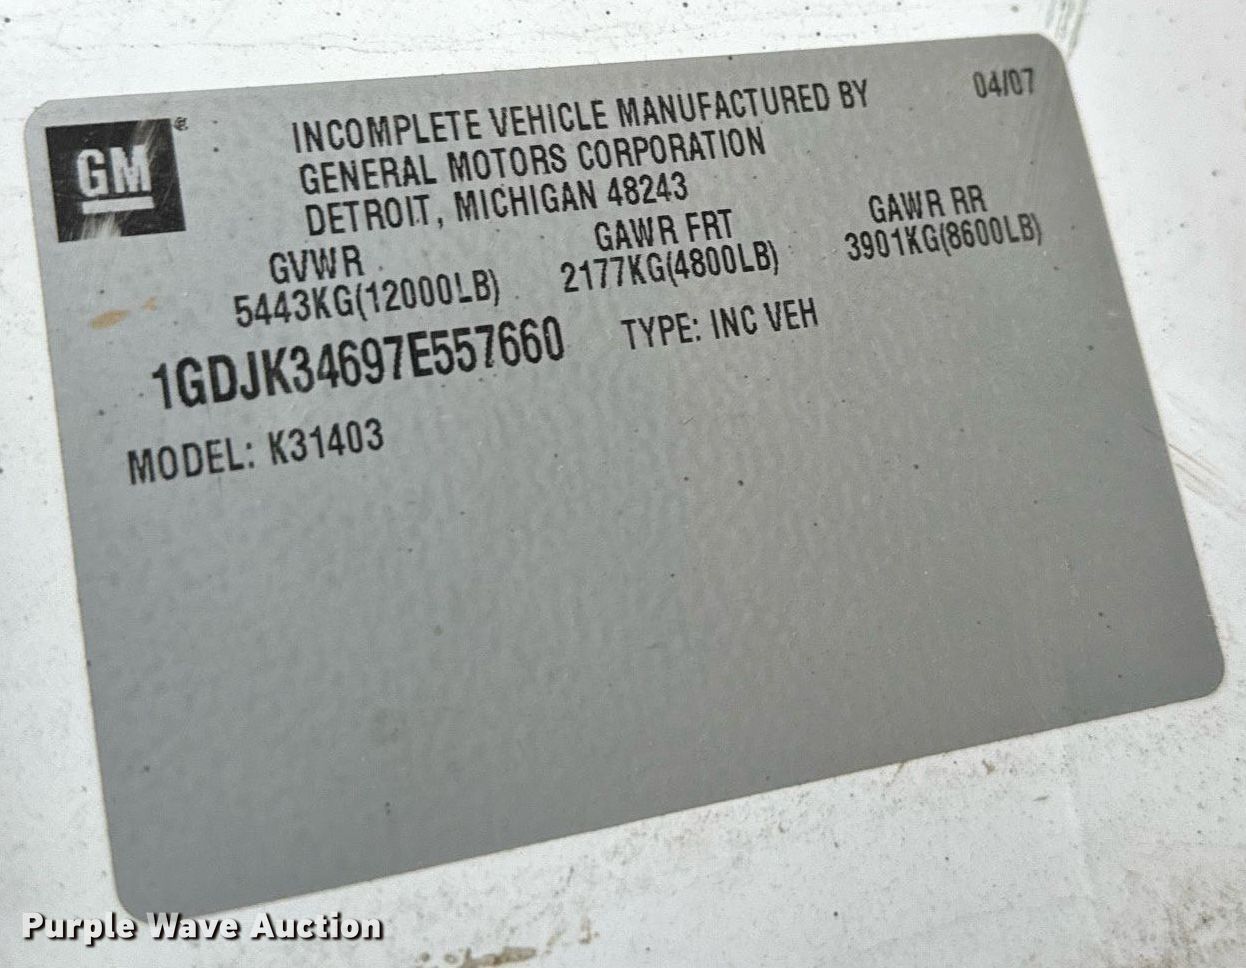 GM
INCOMPLETE VEHICLE MANUFACTURED BY 04/07
GENERAL MOTORS CORPORATION
DETROIT, MICHIGAN 48243
GVWR GAWR FRT GAWR RR
5443KG(12000LB) 2177KG(4800LB) 3901KG(8600LB)
1GDJK34697E557660 TYPE: INC VEH
MODEL: K31403
Purple Wave Auction